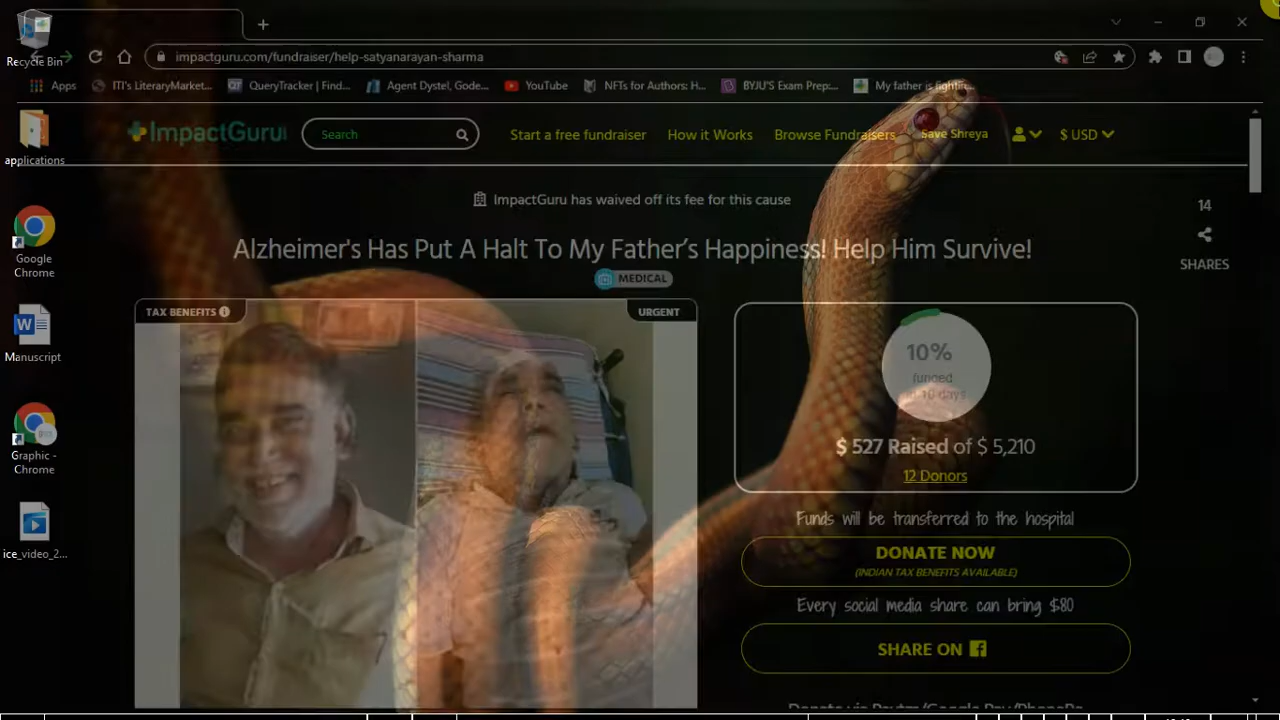 Recycle Bin
impactguru.com/fundraiser/help-satyanarayan-sharma
Apps
ITI's LiteraryMarket...
QueryTracker | Find...
Agent Dystel, Gode...
YouTube
NFTs for Authors: H...
BYJU'S Exam Prep:...
My father is fightin...
applications
ImpactGuru
Search
Start a free fundraiser
How it Works
Browse Fundraisers
Save Shreya
$ USD
ImpactGuru has waived off its fee for this cause
14
SHARES
Alzheimer's Has Put A Halt To My Father's Happiness! Help Him Survive!
MEDICAL
Google
Chrome
TAX BENEFITS
URGENT
10%
funded
in 10 days
$ 527 Raised of $ 5,210
12 Donors
Manuscript
Graphic -
Chrome
Funds will be transferred to the hospital
DONATE NOW
(INDIAN TAX BENEFITS AVAILABLE)
ice_video_2...
Every social media share can bring $80
SHARE ON